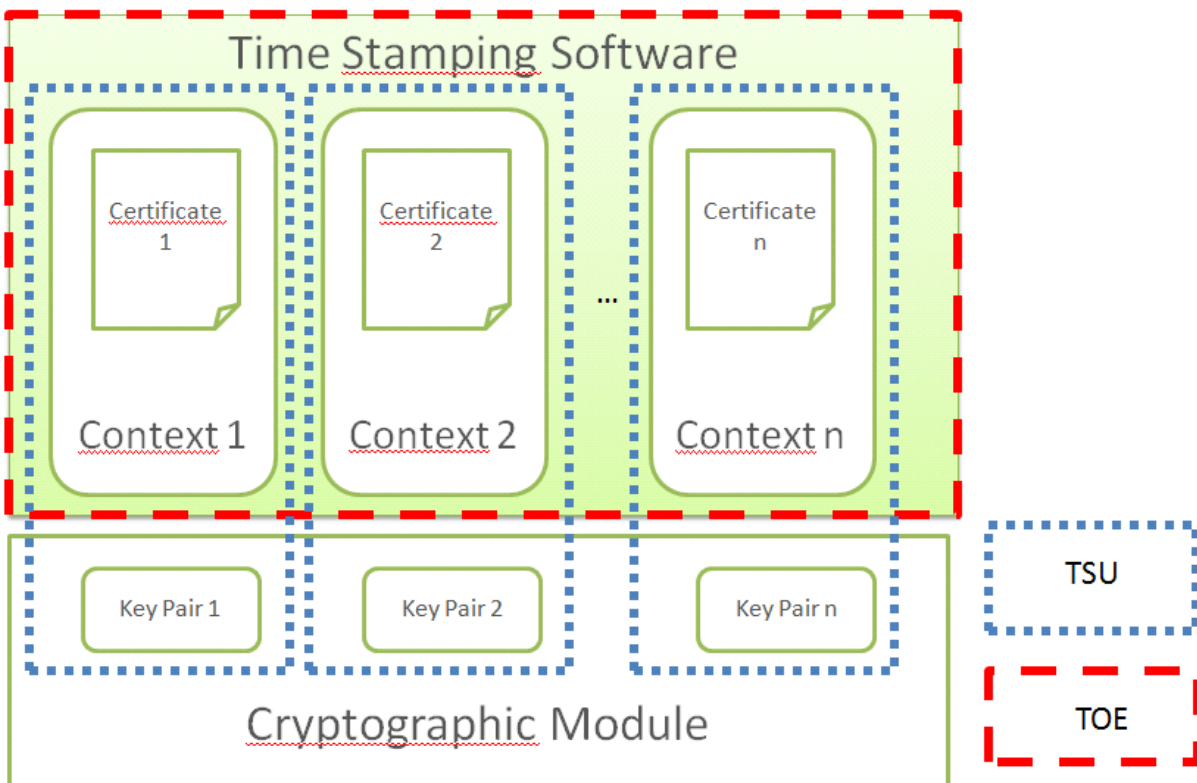 Time Stamping Software
Certificate
1
Certificate
2
Certificate
n
...
Context 1
Context 2
Context n
Key Pair 1
Key Pair 2
Key Pair n
Cryptographic Module
TSU
TOE